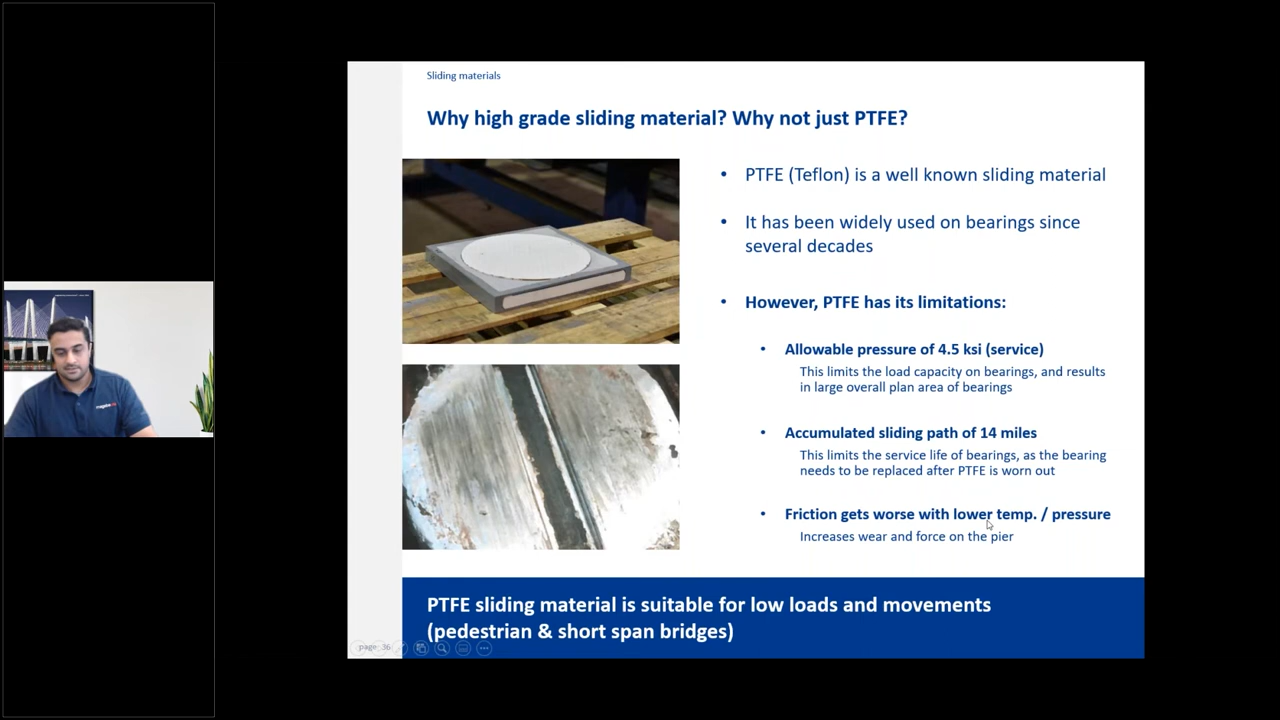 Sliding materials
Why high grade sliding material? Why not just PTFE?
• PTFE (Teflon) is a well known sliding material
• It has been widely used on bearings since
several decades
• However, PTFE has its limitations:
• Allowable pressure of 4.5 ksi (service)
This limits the load capacity on bearings, and results
in large overall plan area of bearings
• Accumulated sliding path of 14 miles
This limits the service life of bearings, as the bearing
needs to be replaced after PTFE is worn out
• Friction gets worse with lower temp. / pressure
Increases wear and force on the pier
PTFE sliding material is suitable for low loads and movements
(pedestrian & short span bridges)
page 36